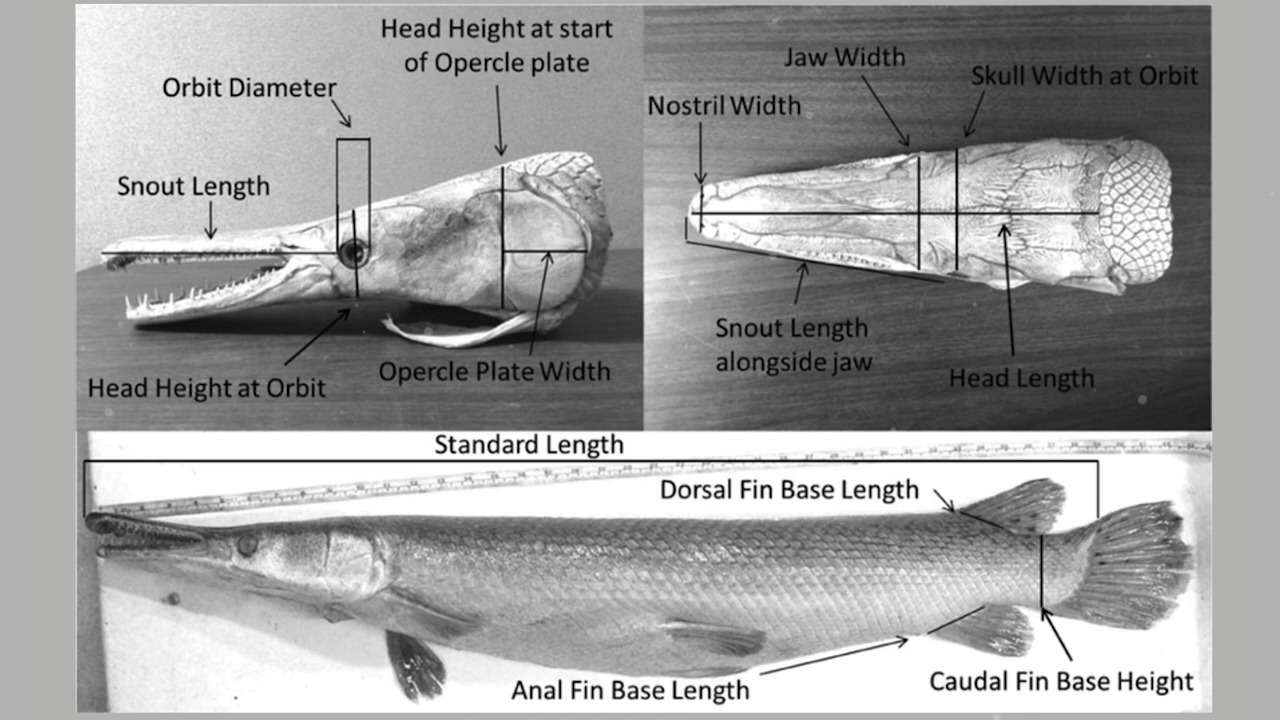 Head Height at start
of Opercle plate
Orbit Diameter
Snout Length
Head Height at Orbit
Opercle Plate Width
Jaw Width
Skull Width at Orbit
Nostril Width
Snout Length
alongside jaw
Head Length
Standard Length
Dorsal Fin Base Length
Anal Fin Base Length
Caudal Fin Base Height